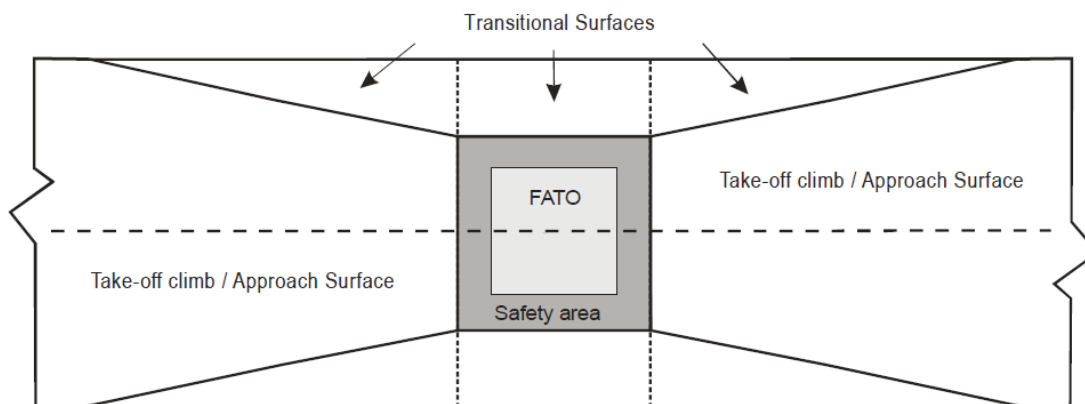 Transitional Surfaces
Take-off climb / Approach Surface
FATO
Take-off climb / Approach Surface
Safety area